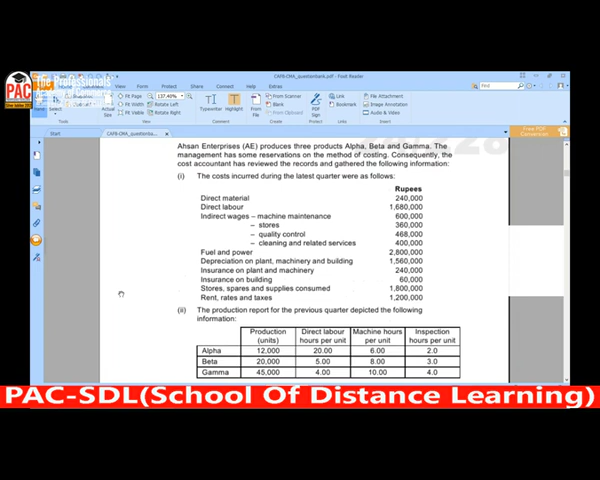 PAC
The Professionals
CAF8-CMA_questionbank.pdf - Foxit Reader
Home
Protect
Share
Connect
Help
Extras
Fit Page
137.40%
From Scanner
Link
File Attachment
Actual
Size
Fit Width
Rotate Left
Typewriter
Highlight
From
File
Blank
PDF
Sign
Bookmark
Image Annotation
Fit Visible
Rotate Right
From Clipboard
Audio & Video
Tools
View
Comment
Create
Protect
Links
Insert
Find
Start
CAF8-CMA_questionba...
Free PDF
Conversion
Ahsan Enterprises (AE) produces three products Alpha, Beta and Gamma. The
management has some reservations on the method of costing. Consequently, the
cost accountant has reviewed the records and gathered the following information:
(i) The costs incurred during the latest quarter were as follows:
Rupees
Direct material 240,000
Direct labour 1,680,000
Indirect wages – machine maintenance 600,000
– stores 360,000
– quality control 468,000
– cleaning and related services 400,000
Fuel and power 2,800,000
Depreciation on plant, machinery and building 1,560,000
Insurance on plant and machinery 240,000
Insurance on building 60,000
Stores, spares and supplies consumed 1,800,000
Rent, rates and taxes 1,200,000
(ii) The production report for the previous quarter depicted the following
information:
Production (units) Direct labour hours per unit Machine hours per unit Inspection hours per unit
Alpha 12,000 20.00 6.00 2.0
Beta 20,000 5.00 8.00 3.0
Gamma 45,000 4.00 10.00 4.0
PAC-SDL(School Of Distance Learning)